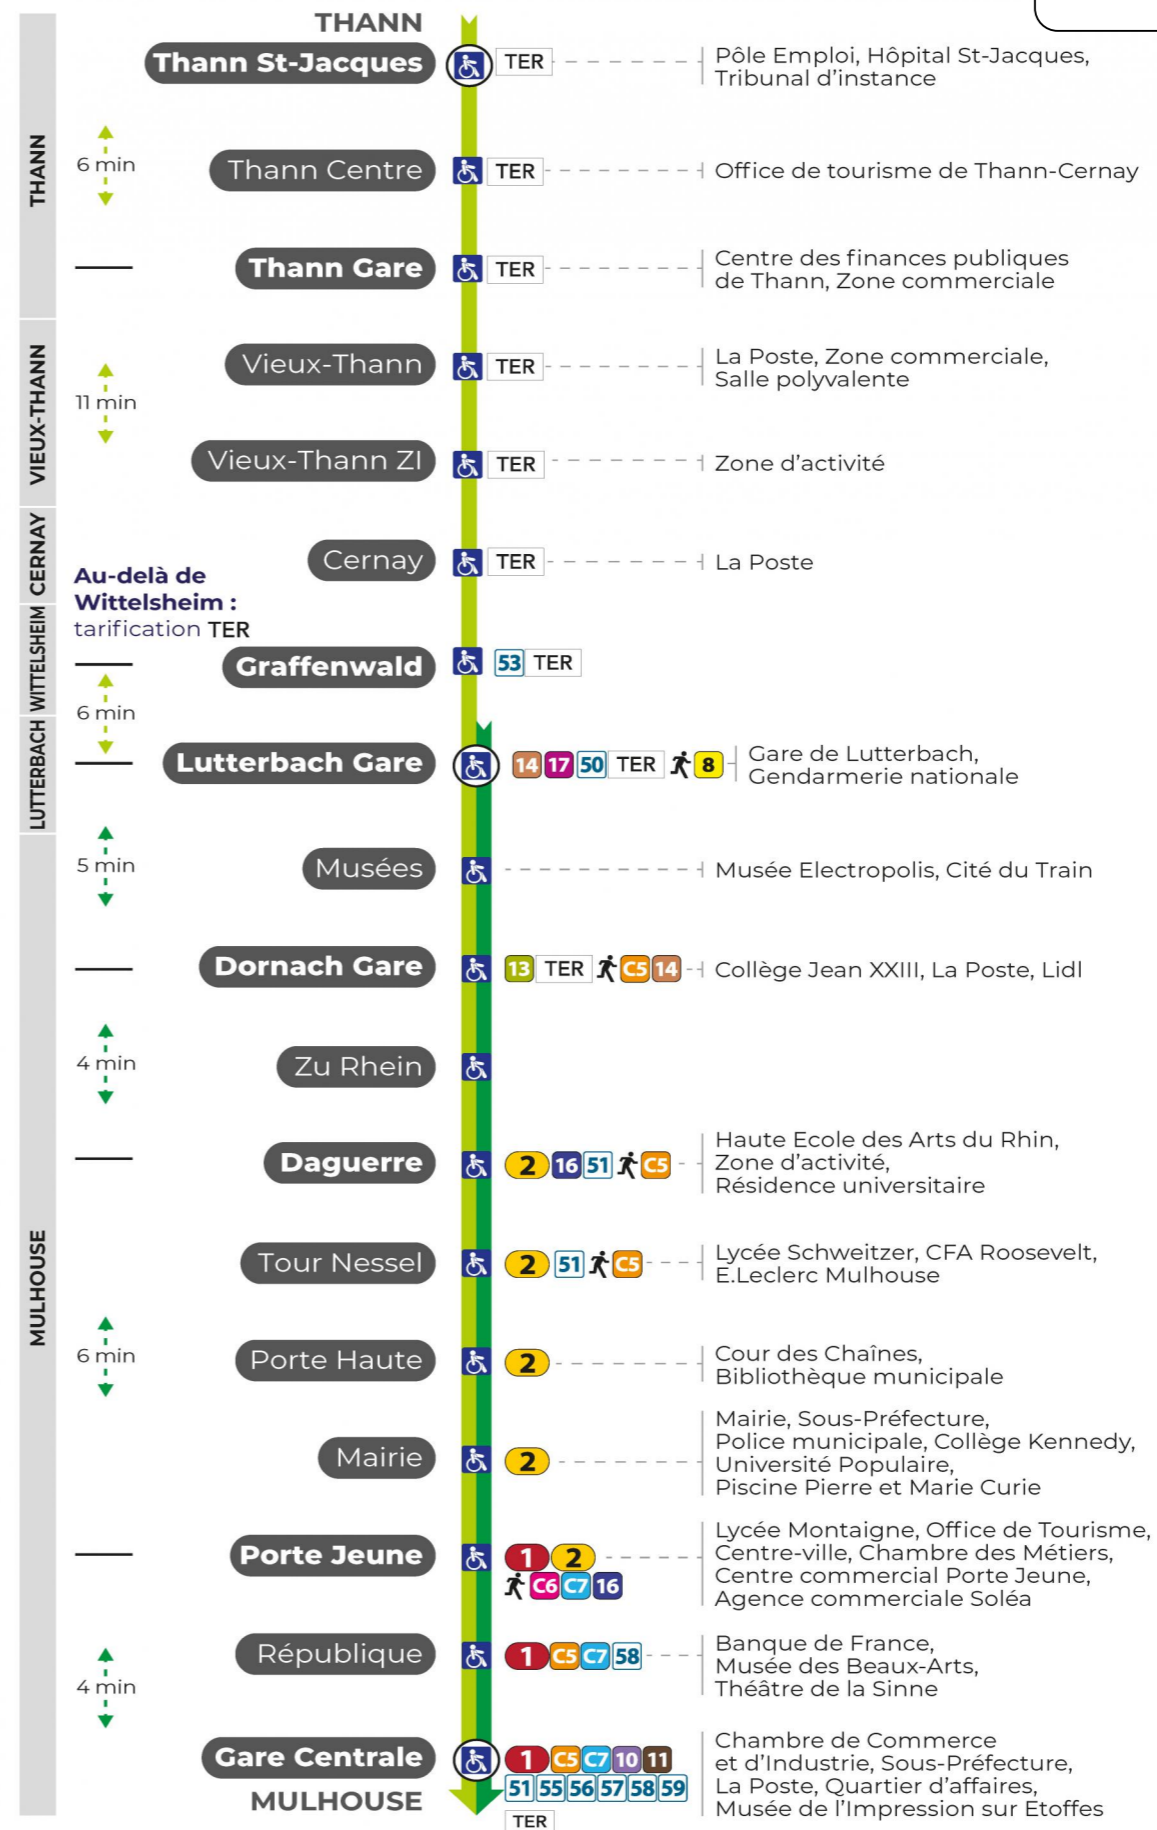 THANN
Thann St-Jacques TER Pôle Emploi, Hôpital St-Jacques,
Tribunal d'instance
THANN
6 min
Thann Centre TER Office de tourisme de Thann-Cernay
Thann Gare TER Centre des finances publiques
de Thann, Zone commerciale
VIEUX-THANN
Vieux-Thann TER La Poste, Zone commerciale,
Salle polyvalente
11 min
Vieux-Thann ZI TER Zone d'activité
CERNAY
Cernay TER La Poste
Au-delà de
Wittelsheim :
tarification TER
WITTELSHEIM
Graffenwald 53 TER
6 min
LUTTERBACH
Lutterbach Gare 14 17 50 TER 8 Gare de Lutterbach,
Gendarmerie nationale
5 min
Musées Musée Electropolis, Cité du Train
Dornach Gare 13 TER C5 14 Collège Jean XXIII, La Poste, Lidl
4 min
Zu Rhein
MULHOUSE
Daguerre 2 16 51 C5 Haute Ecole des Arts du Rhin,
Zone d'activité,
Résidence universitaire
Tour Nessel 2 51 C5 Lycée Schweitzer, CFA Roosevelt,
E.Leclerc Mulhouse
6 min
Porte Haute 2 Cour des Chaînes,
Bibliothèque municipale
Mairie 2 Mairie, Sous-Préfecture,
Police municipale, Collège Kennedy,
Université Populaire,
Piscine Pierre et Marie Curie
Porte Jeune 1 2 Lycée Montaigne, Office de Tourisme,
Centre-ville, Chambre des Métiers,
C6 C7 16 Centre commercial Porte Jeune,
Agence commerciale Soléa
République 1 C5 C7 58 Banque de France,
Musée des Beaux-Arts,
Théâtre de la Sinne
4 min
Gare Centrale 1 C5 C7 10 11 Chambre de Commerce
et d'Industrie, Sous-Préfecture,
51 55 56 57 58 59 La Poste, Quartier d'affaires,
MULHOUSE Musée de l'Impression sur Etoffes
TER